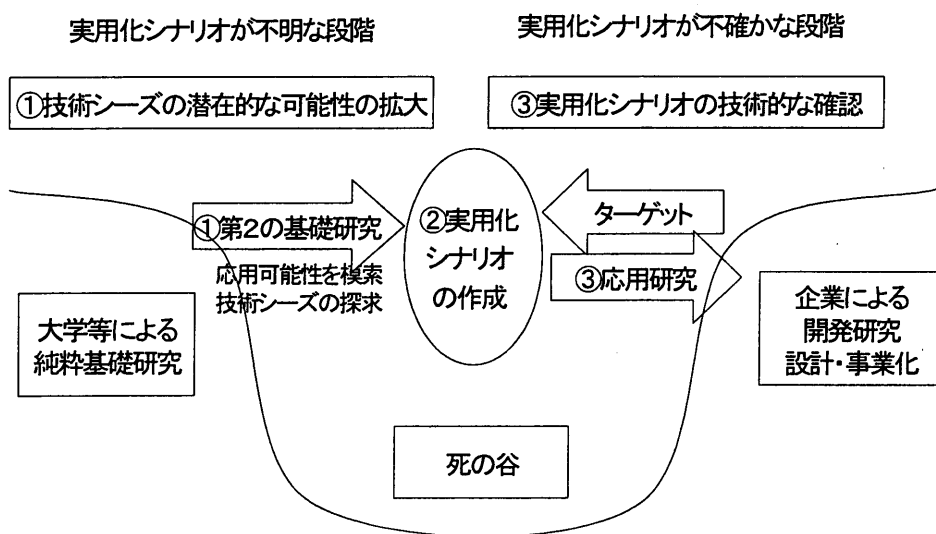 実用化シナリオが不明な段階
実用化シナリオが不確かな段階
①技術シーズの潜在的な可能性の拡大
③実用化シナリオの技術的な確認
①第2の基礎研究
応用可能性を模索
技術シーズの探求
②実用化
シナリオ
の作成
ターゲット
③応用研究
大学等による
純粋基礎研究
企業による
開発研究
設計・事業化
死の谷